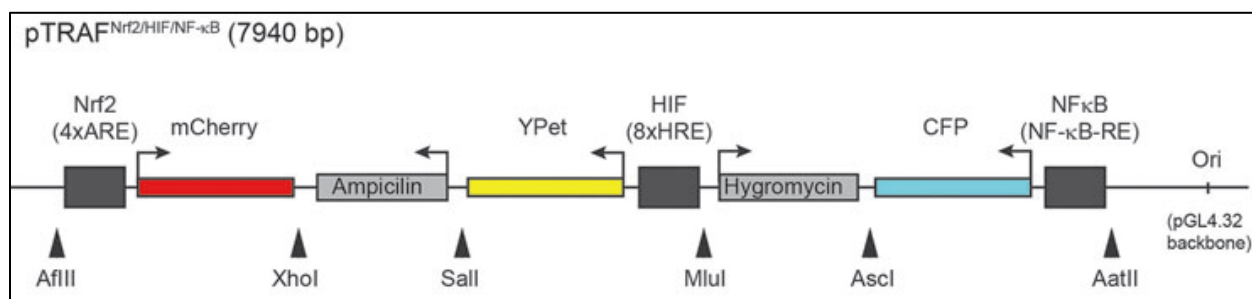 pTRAF^Nrf2/HIF/NF-κB (7940 bp)
Nrf2
(4xARE)
mCherry
YPet
HIF
(8xHRE)
CFP
NFκB
(NF-κB-RE)
Ori
Ampicilin
Hygromycin
(pGL4.32
backbone)
AflII
XhoI
SalI
MluI
AscI
AatII